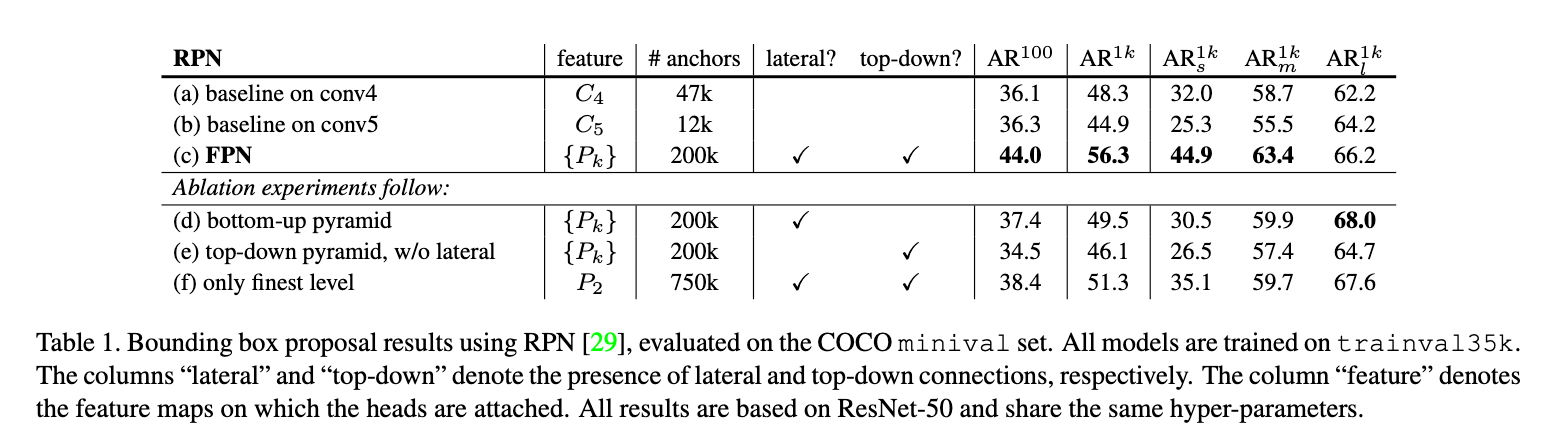 RPN feature # anchors lateral? top-down? AR^100 AR^1k AR_s^1k AR_m^1k AR_l^1k
(a) baseline on conv4 C_4 47k 36.1 48.3 32.0 58.7 62.2
(b) baseline on conv5 C_5 12k 36.3 44.9 25.3 55.5 64.2
(c) FPN {P_k} 200k ✓ ✓ 44.0 56.3 44.9 63.4 66.2
Ablation experiments follow:
(d) bottom-up pyramid {P_k} 200k ✓ 37.4 49.5 30.5 59.9 68.0
(e) top-down pyramid, w/o lateral {P_k} 200k ✓ 34.5 46.1 26.5 57.4 64.7
(f) only finest level P_2 750k ✓ ✓ 38.4 51.3 35.1 59.7 67.6
Table 1. Bounding box proposal results using RPN [29], evaluated on the COCO minival set. All models are trained on trainval35k.
The columns “lateral” and “top-down” denote the presence of lateral and top-down connections, respectively. The column “feature” denotes
the feature maps on which the heads are attached. All results are based on ResNet-50 and share the same hyper-parameters.